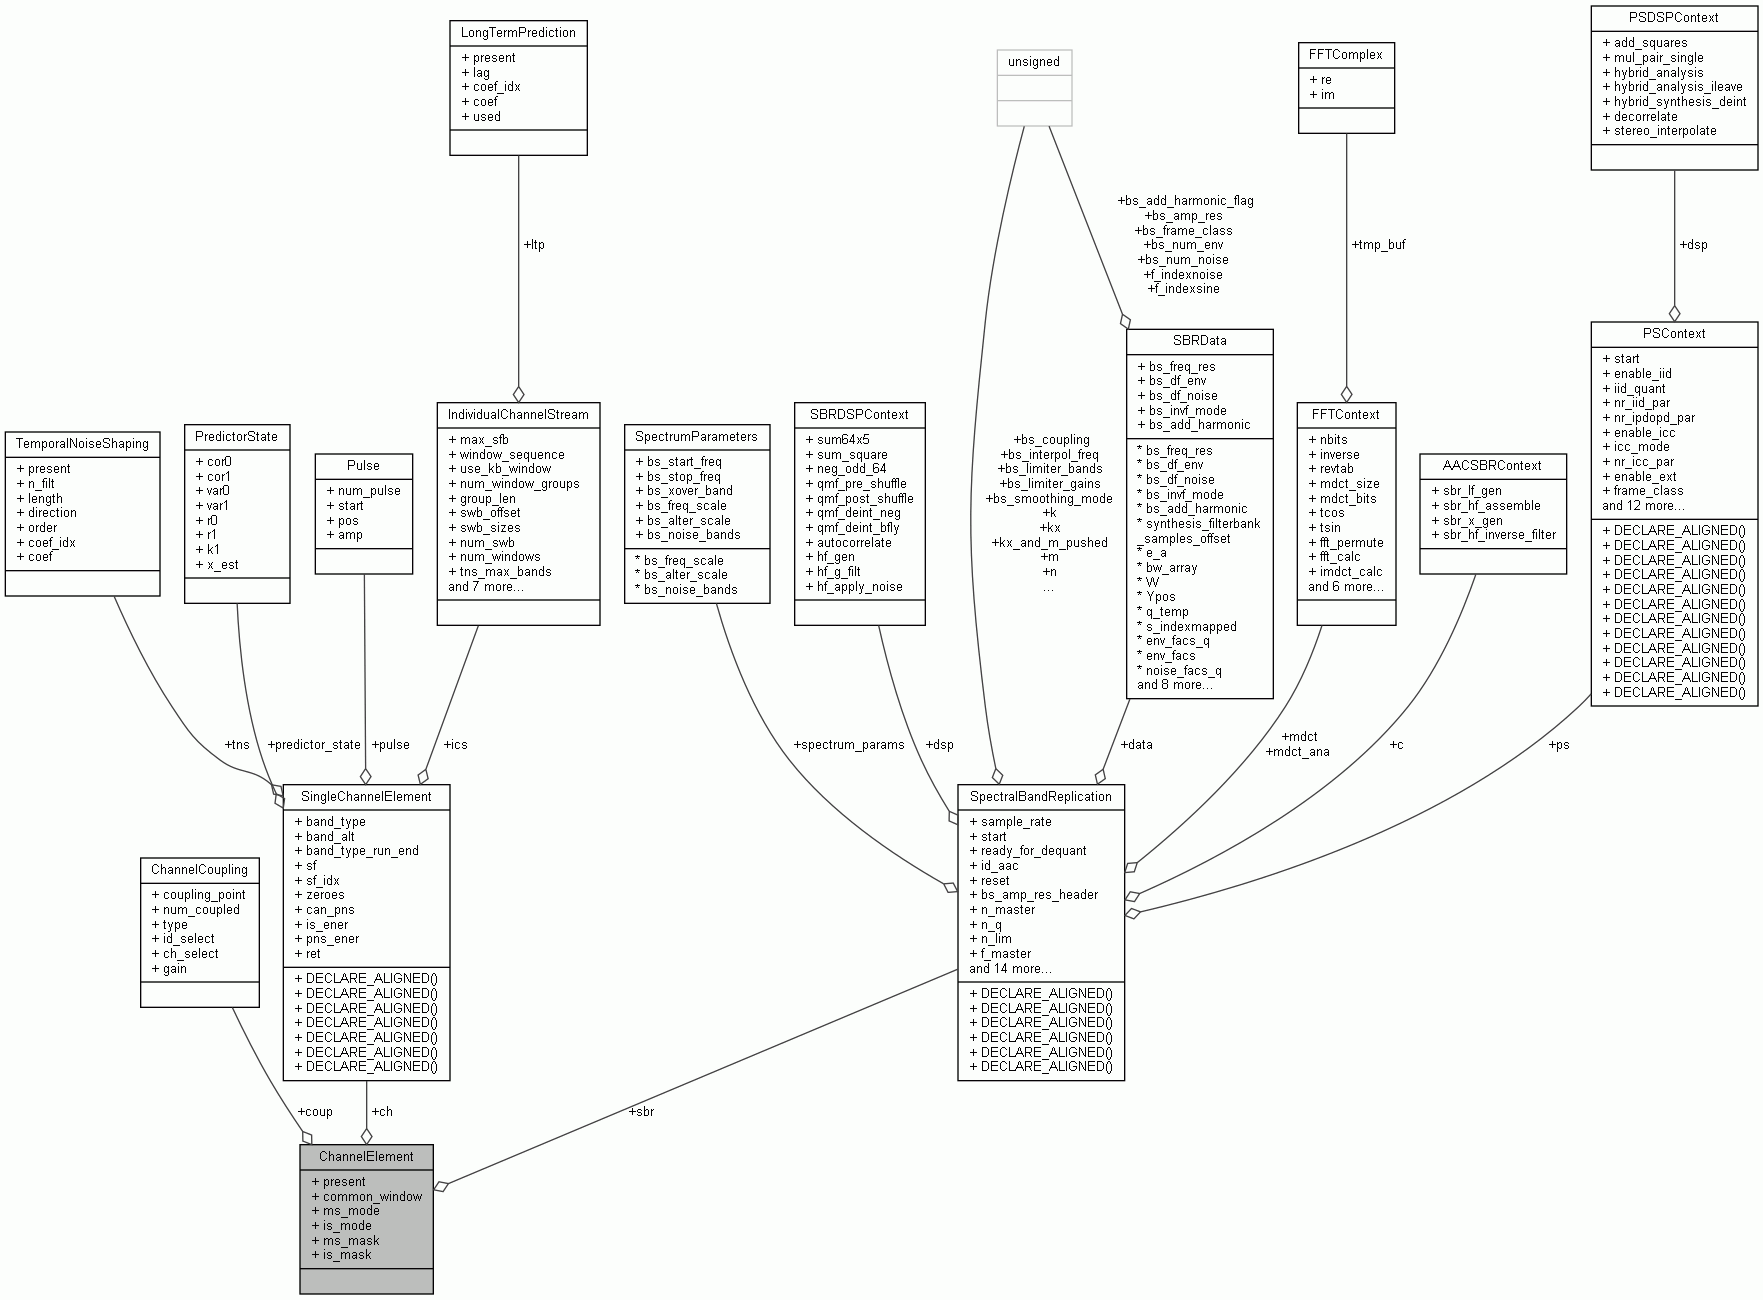 LongTermPrediction
+ present
+ lag
+ coef_idx
+ coef
+ used
unsigned
FFTComplex
+ re
+ im
PSDSPContext
+ add_squares
+ mul_pair_single
+ hybrid_analysis
+ hybrid_analysis_ileave
+ hybrid_synthesis_deint
+ decorrelate
+ stereo_interpolate
+ltp
+bs_add_harmonic_flag
+bs_amp_res
+bs_frame_class
+bs_num_env
+bs_num_noise
+f_indexnoise
+f_indexsine
+tmp_buf
+dsp
TemporalNoiseShaping
+ present
+ n_filt
+ length
+ direction
+ order
+ coef_idx
+ coef
PredictorState
+ cor0
+ cor1
+ var0
+ var1
+ r0
+ r1
+ k1
+ x_est
Pulse
+ num_pulse
+ start
+ pos
+ amp
IndividualChannelStream
+ max_sfb
+ window_sequence
+ use_kb_window
+ num_window_groups
+ group_len
+ swb_offset
+ swb_sizes
+ num_swb
+ num_windows
+ tns_max_bands
and 7 more...
SpectrumParameters
+ bs_start_freq
+ bs_stop_freq
+ bs_xover_band
+ bs_freq_scale
+ bs_alter_scale
+ bs_noise_bands
* bs_freq_scale
* bs_alter_scale
* bs_noise_bands
SBRDSPContext
+ sum64x5
+ sum_square
+ neg_odd_64
+ qmf_pre_shuffle
+ qmf_post_shuffle
+ qmf_deint_neg
+ qmf_deint_bfly
+ autocorrelate
+ hf_gen
+ hf_g_filt
+ hf_apply_noise
+bs_coupling
+bs_interpol_freq
+bs_limiter_bands
+bs_limiter_gains
+bs_smoothing_mode
+k
+kx
+kx_and_m_pushed
+m
+n
...
SBRData
+ bs_freq_res
+ bs_df_env
+ bs_df_noise
+ bs_invf_mode
+ bs_add_harmonic
* bs_freq_res
* bs_df_env
* bs_df_noise
* bs_invf_mode
* bs_add_harmonic
* synthesis_filterbank
_samples_offset
* e_a
* bw_array
* W
* Ypos
* q_temp
* s_indexmapped
* env_facs_q
* env_facs
* noise_facs_q
and 8 more...
FFTContext
+ nbits
+ inverse
+ revtab
+ mdct_size
+ mdct_bits
+ tcos
+ tsin
+ fft_permute
+ fft_calc
+ imdct_calc
and 6 more...
AACSBRContext
+ sbr_lf_gen
+ sbr_hf_assemble
+ sbr_x_gen
+ sbr_hf_inverse_filter
PSContext
+ start
+ enable_iid
+ iid_quant
+ nr_iid_par
+ nr_ipdopd_par
+ enable_icc
+ icc_mode
+ nr_icc_par
+ enable_ext
+ frame_class
and 12 more...
+ DECLARE_ALIGNED()
+ DECLARE_ALIGNED()
+ DECLARE_ALIGNED()
+ DECLARE_ALIGNED()
+ DECLARE_ALIGNED()
+ DECLARE_ALIGNED()
+ DECLARE_ALIGNED()
+ DECLARE_ALIGNED()
+ DECLARE_ALIGNED()
+ DECLARE_ALIGNED()
+ DECLARE_ALIGNED()
+ DECLARE_ALIGNED()
+tns
+predictor_state
+pulse
+ics
+spectrum_params
+dsp
+data
+mdct
+mdct_ana
+c
+ps
ChannelCoupling
+ coupling_point
+ num_coupled
+ type
+ id_select
+ ch_select
+ gain
SingleChannelElement
+ band_type
+ band_alt
+ band_type_run_end
+ sf
+ sf_idx
+ zeroes
+ can_pns
+ is_ener
+ pns_ener
+ ret
+ DECLARE_ALIGNED()
+ DECLARE_ALIGNED()
+ DECLARE_ALIGNED()
+ DECLARE_ALIGNED()
+ DECLARE_ALIGNED()
+ DECLARE_ALIGNED()
+ DECLARE_ALIGNED()
SpectralBandReplication
+ sample_rate
+ start
+ ready_for_dequant
+ id_aac
+ reset
+ bs_amp_res_header
+ n_master
+ n_q
+ n_lim
+ f_master
and 14 more...
+ DECLARE_ALIGNED()
+ DECLARE_ALIGNED()
+ DECLARE_ALIGNED()
+ DECLARE_ALIGNED()
+ DECLARE_ALIGNED()
+ DECLARE_ALIGNED()
+coup
+ch
+sbr
ChannelElement
+ present
+ common_window
+ ms_mode
+ is_mode
+ ms_mask
+ is_mask